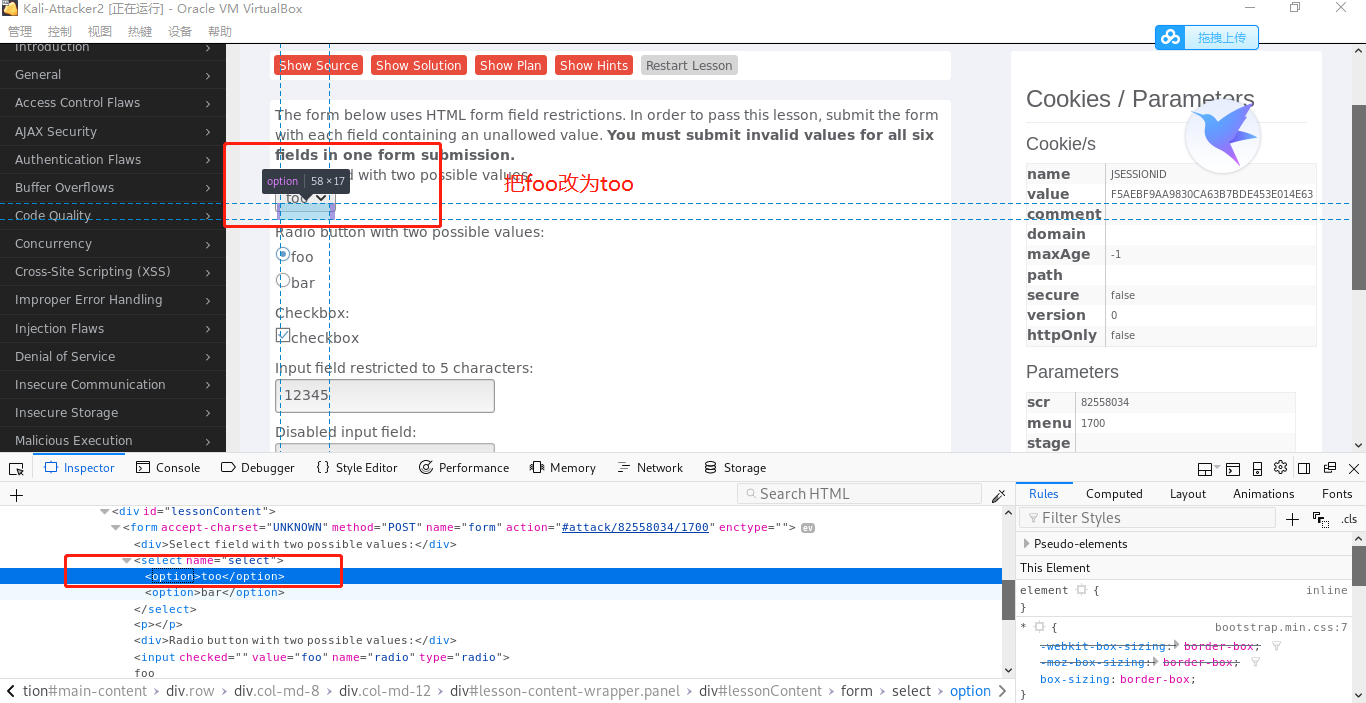 Kali-Attacker2 [正在运行] - Oracle VM VirtualBox
管理 控制 视图 热键 设备 帮助
拖拽上传
Introduction
General
Access Control Flaws
AJAX Security
Authentication Flaws
Buffer Overflows
Code Quality
Concurrency
Cross-Site Scripting (XSS)
Improper Error Handling
Injection Flaws
Denial of Service
Insecure Communication
Insecure Storage
Malicious Execution
Show Source Show Solution Show Plan Show Hints Restart Lesson
The form below uses HTML form field restrictions. In order to pass this lesson, submit the form
with each field containing an unallowed value. You must submit invalid values for all six
fields in one form submission.
with two possible values:
option 58 × 17
把foo改为too
too
Radio button with two possible values:
foo
bar
Checkbox:
checkbox
Input field restricted to 5 characters:
12345
Disabled input field:
Cookies / Parameters
Cookie/s
name JSESSIONID
value F5AEBF9AA9830CA63B7BDE453E014E63
comment
domain
maxAge -1
path
secure false
version 0
httpOnly false
Parameters
scr 82558034
menu 1700
stage
Inspector Console Debugger Style Editor Performance Memory Network Storage
Search HTML
<div id="lessonContent">
<form accept-charset="UNKNOWN" method="POST" name="form" action="#attack/82558034/1700" enctype=""> ev
<div>Select field with two possible values:</div>
<select name="select">
<option>too</option>
<option>bar</option>
</select>
<p></p>
<div>Radio button with two possible values:</div>
<input checked="" value="foo" name="radio" type="radio">
foo
tion#main-content div.row div.col-md-8 div.col-md-12 div#lesson-content-wrapper.panel div#lessonContent form select option
Rules Computed Layout Animations Fonts
Filter Styles .cls
Pseudo-elements
This Element
element { inline
}
* { bootstrap.min.css:7
-webkit-box-sizing: border-box;
-moz-box-sizing: border-box;
box-sizing: border-box;
}